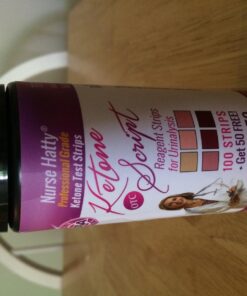 Nurse Hatty®
Professional Grade
Ketone Test Strips
Ketone
Script
OTC
Reagent Strips
for Urinalysis
100 STRIPS
+ Get 50 FREE